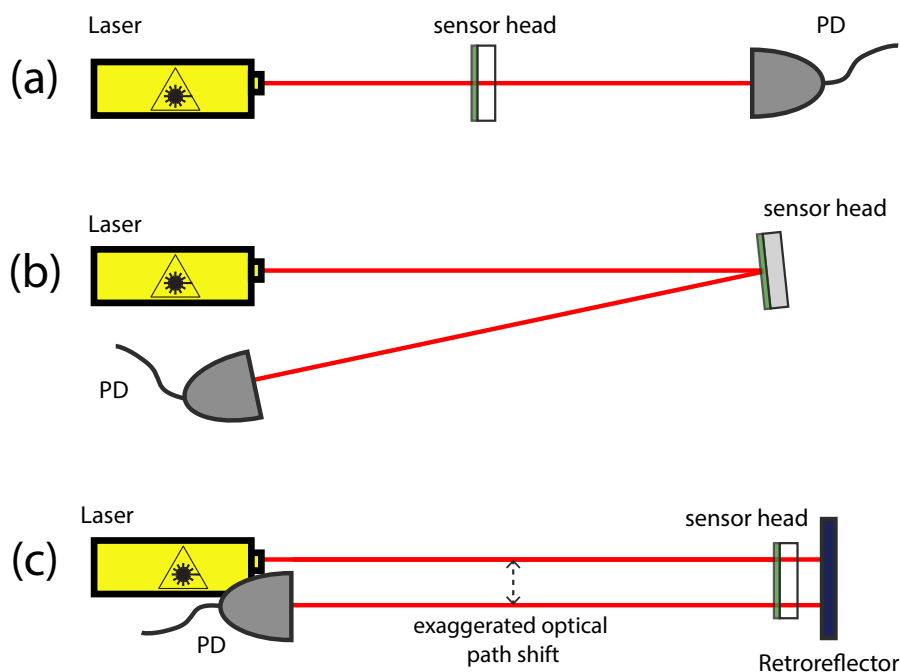 Laser
sensor head
PD
(a)
Laser
sensor head
(b)
PD
Laser
sensor head
(c)
PD
exaggerated optical
path shift
Retroreflector